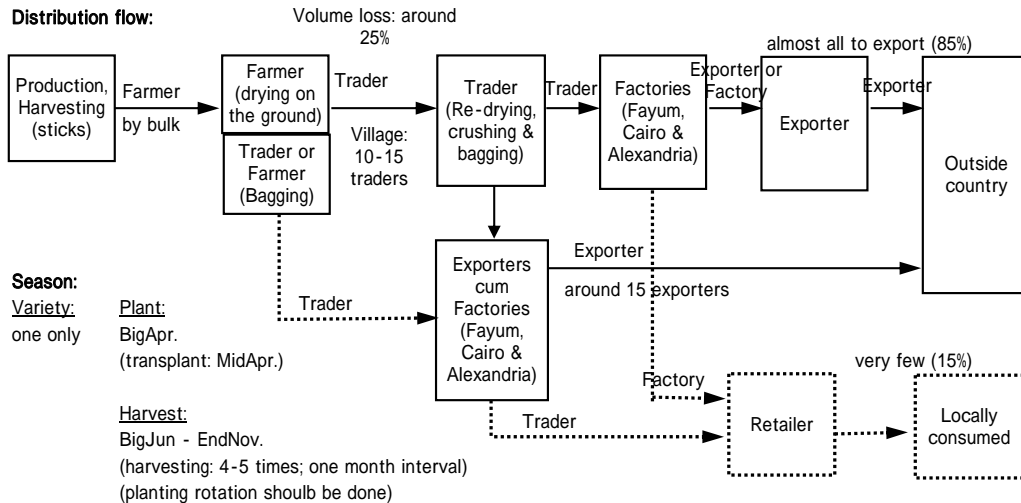 Distribution flow:
Volume loss: around
25%
almost all to export (85%)
Production,
Harvesting
(sticks)
Farmer
by bulk
Farmer
(drying on
the ground)
Trader or
Farmer
(Bagging)
Trader
Village:
10-15
traders
Trader
(Re-drying,
crushing &
bagging)
Trader
Factories
(Fayum,
Cairo &
Alexandria)
Exporter or
Factory
Exporter
Exporter
Outside
country
Exporters
cum
Factories
(Fayum,
Cairo &
Alexandria)
Exporter
around 15 exporters
Trader
Season:
Variety:
one only
Plant:
BigApr.
(transplant: MidApr.)
Harvest:
BigJun - EndNov.
(harvesting: 4-5 times; one month interval)
(planting rotation shoulb be done)
Factory
Trader
Retailer
very few (15%)
Locally
consumed